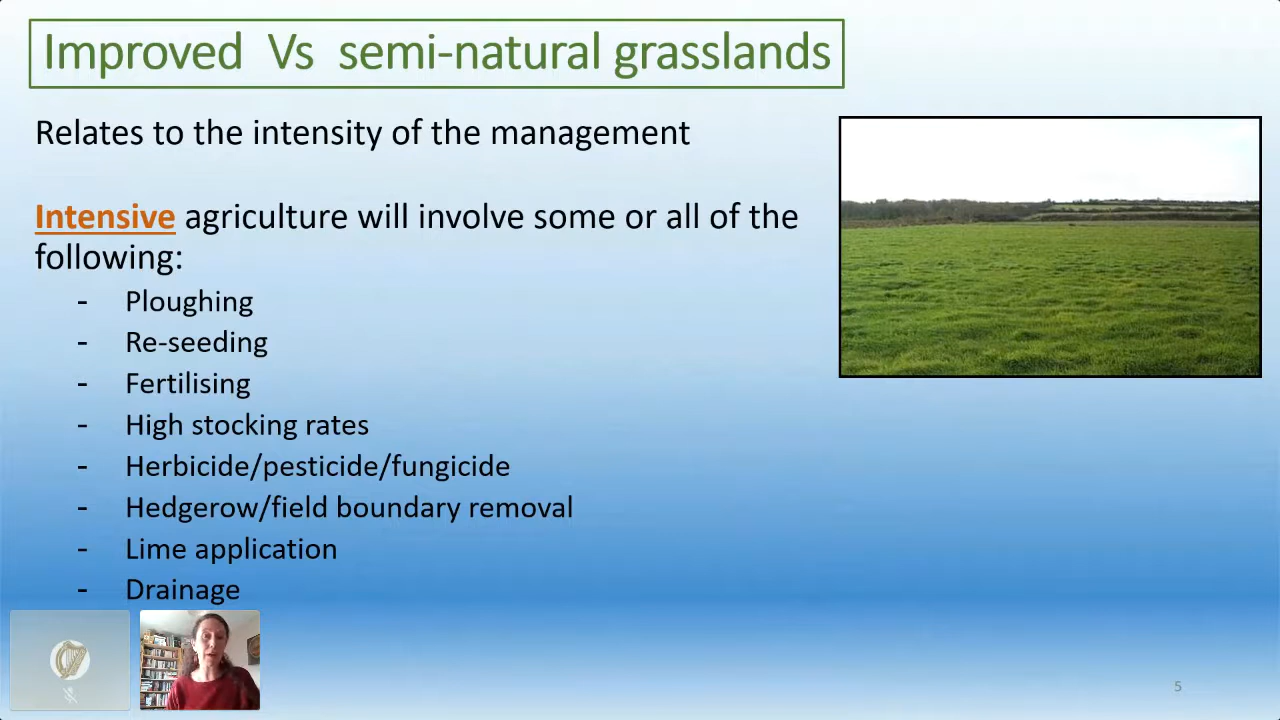 Improved Vs semi-natural grasslands
Relates to the intensity of the management
Intensive agriculture will involve some or all of the
following:
- Ploughing
- Re-seeding
- Fertilising
- High stocking rates
- Herbicide/pesticide/fungicide
- Hedgerow/field boundary removal
- Lime application
- Drainage
5